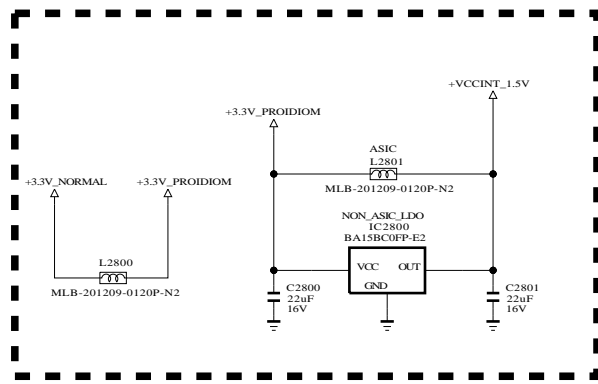 +VCCINT_1.5V
+3.3V_PROIDIOM
ASIC
L2801
MLB-201209-0120P-N2
+3.3V_NORMAL
+3.3V_PROIDIOM
NON_ASIC_LDO
IC2800
BA15BC0FP-E2
L2800
MLB-201209-0120P-N2
VCC
OUT
GND
C2800
22uF
16V
C2801
22uF
16V